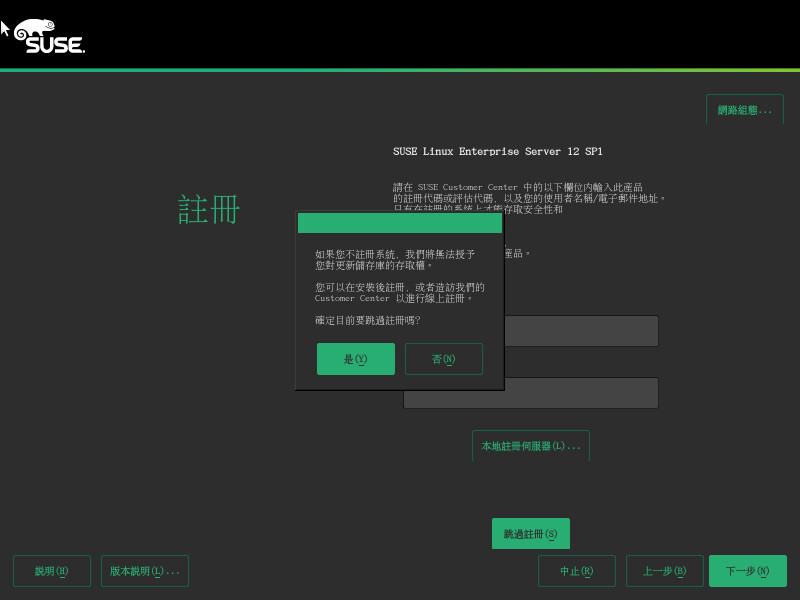 SUSE
網路組態...
SUSE Linux Enterprise Server 12 SP1
註冊
請在 SUSE Customer Center 中的以下欄位內輸入此產品
的註冊代碼或評估代碼，以及您的使用者名稱/電子郵件地址。
只有在註冊的系統上才能存取安全性和
產品。
如果您不註冊系統，我們將無法授予
您對更新儲存庫的存取權。
您可以在安裝後註冊，或者造訪我們的
Customer Center 以進行線上註冊。
確定目前要跳過註冊嗎?
是(Y)
否(N)
本地註冊伺服器(L)...
跳過註冊(S)
說明(H)
版本說明(L)...
中止(R)
上一步(B)
下一步(N)